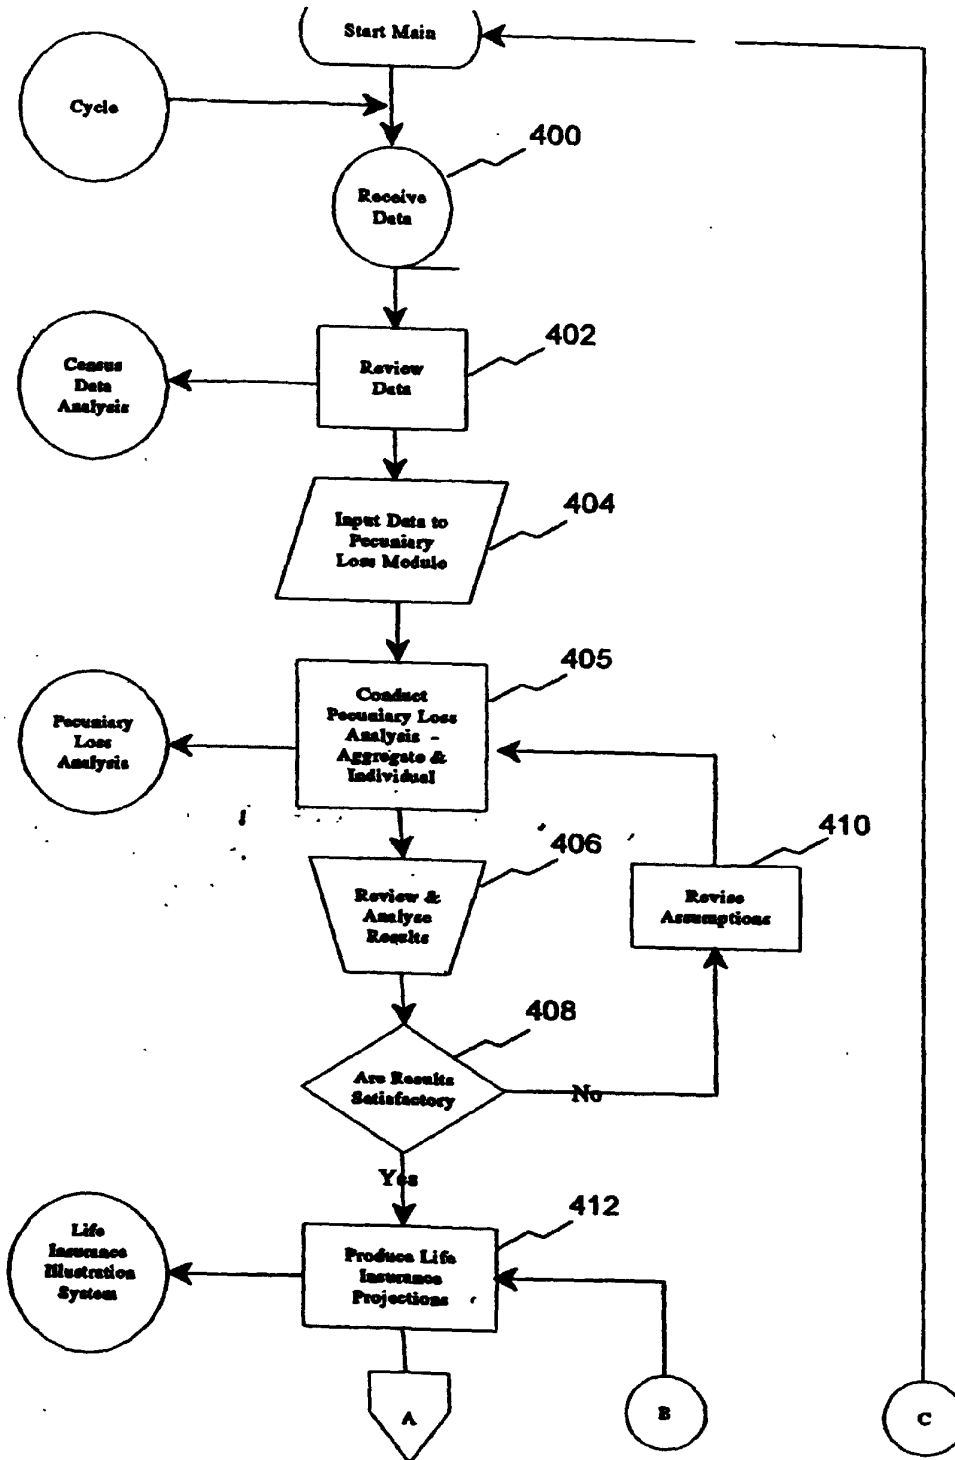 Start Main
Cycle
400
Receive
Data
402
Review
Data
Census
Data
Analysis
404
Input Data to
Pecuniary
Loss Module
405
Conduct
Pecuniary Loss
Analysis -
Aggregate &
Individual
Pecuniary
Loss
Analysis
410
Revise
Assumptions
406
Review &
Analyse
Results
408
Are Results
Satisfactory
No
Yes
412
Produce Life
Insurance
Projections
Life
Insurance
Illustration
System
A
B
C